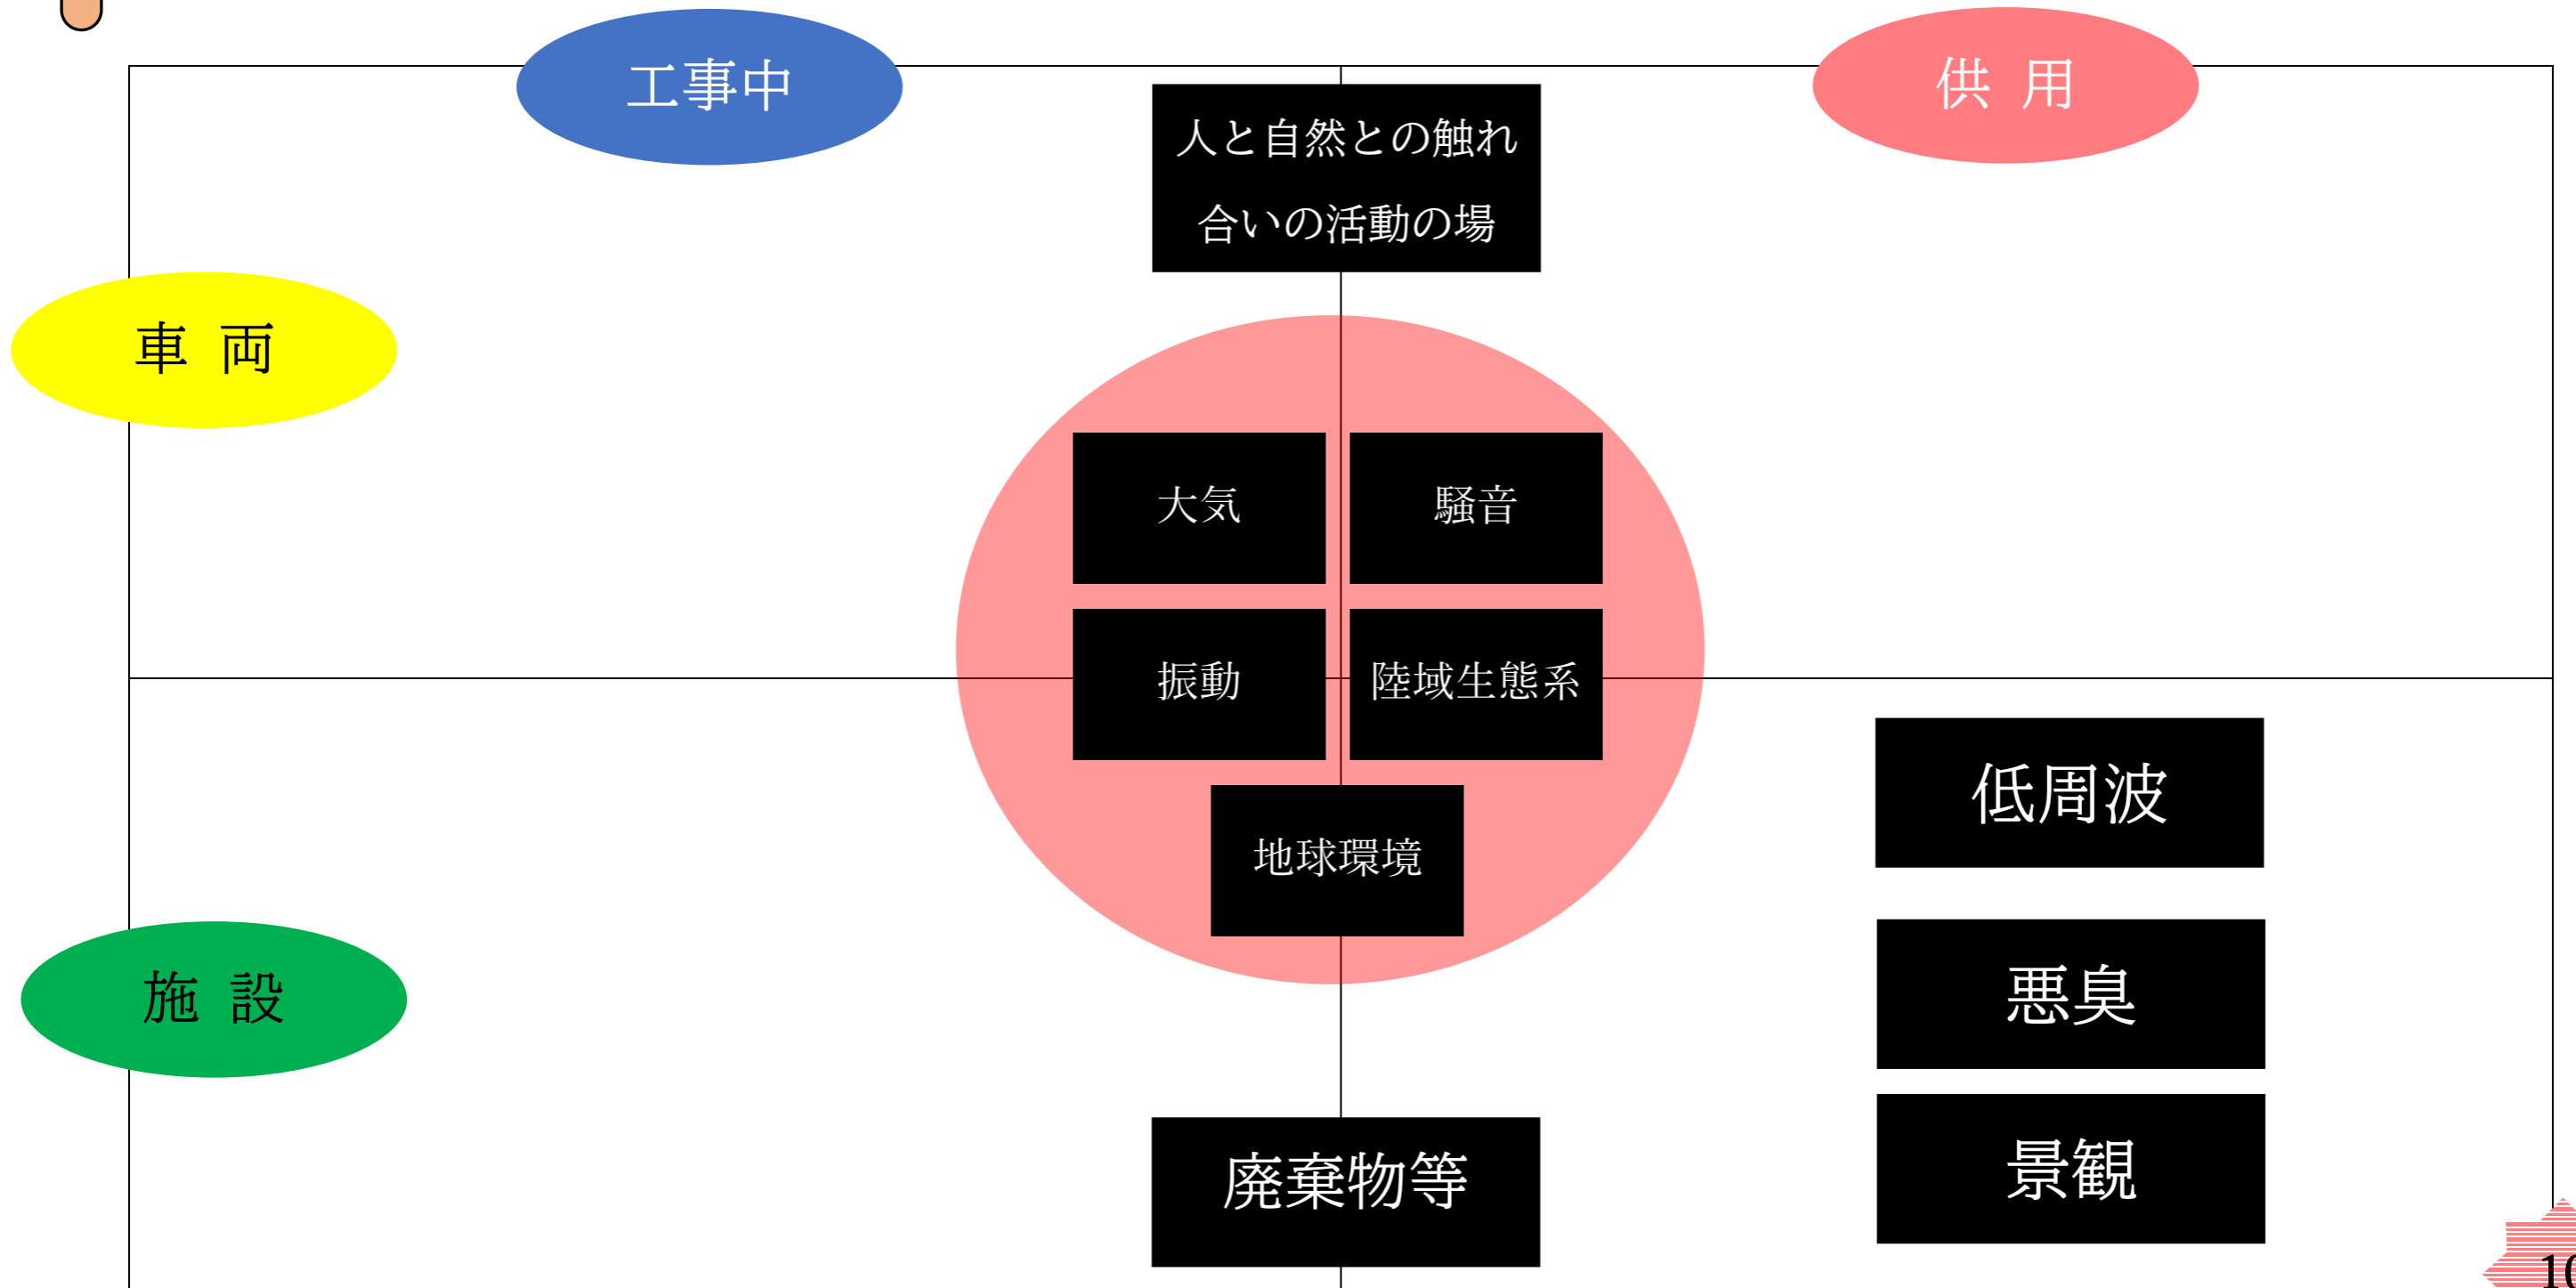 工事中
供 用
人と自然との触れ
合いの活動の場
車 両
大気
騒音
振動
陸域生態系
地球環境
低周波
施 設
悪臭
廃棄物等
景観